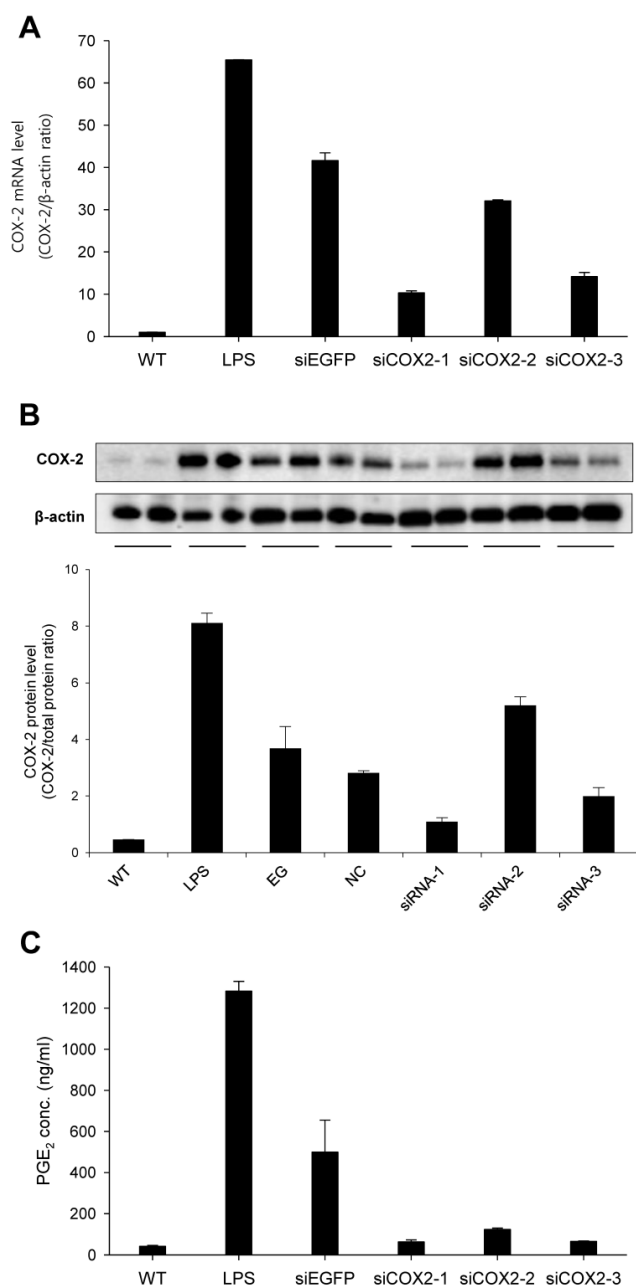 A
COX-2 mRNA level
(COX-2/β-actin ratio)
70
60
50
40
30
20
10
0
WT LPS siEGFP siCOX2-1 siCOX2-2 siCOX2-3
B
COX-2
β-actin
COX-2 protein level
(COX-2/total protein ratio)
10
8
6
4
2
0
WT LPS EG NC siRNA-1 siRNA-2 siRNA-3
C
PGE2 conc. (ng/ml)
1400
1200
1000
800
600
400
200
0
WT LPS siEGFP siCOX2-1 siCOX2-2 siCOX2-3